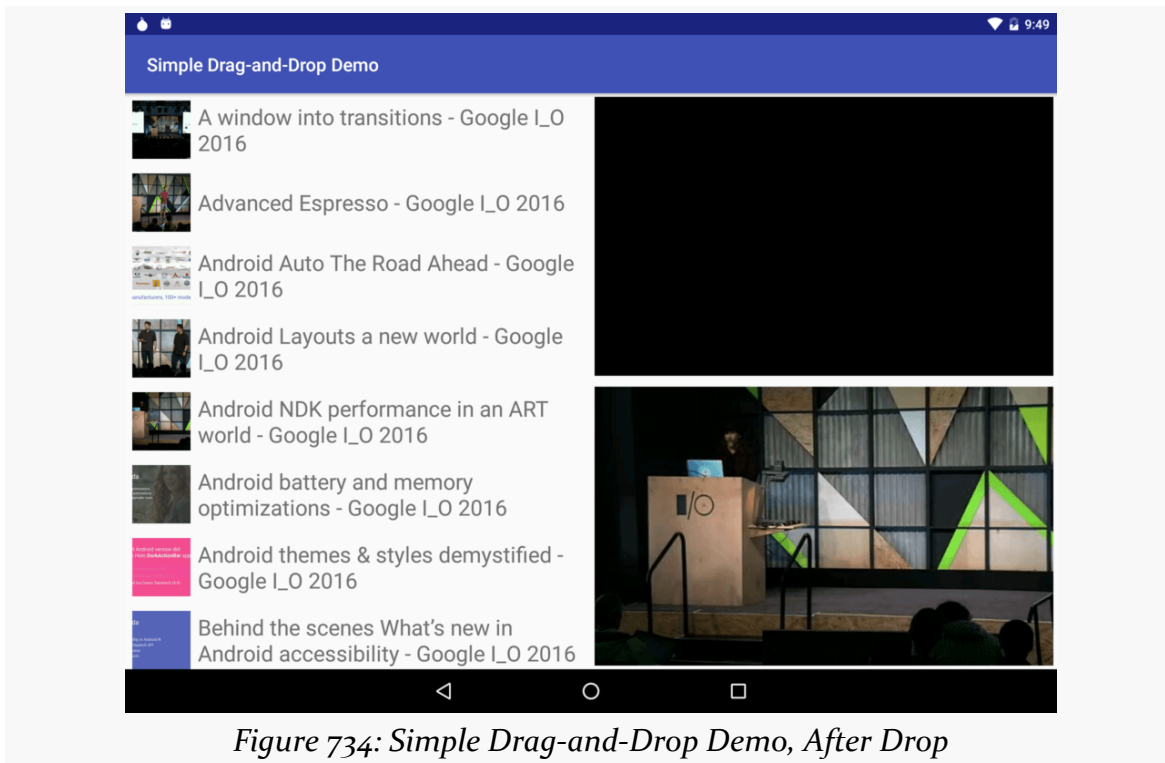 9:49
Simple Drag-and-Drop Demo
A window into transitions - Google I_O
2016
Advanced Espresso - Google I_O 2016
Android Auto The Road Ahead - Google
I_O 2016
Android Layouts a new world - Google
I_O 2016
Android NDK performance in an ART
world - Google I_O 2016
Android battery and memory
optimizations - Google I_O 2016
Android themes & styles demystified -
Google I_O 2016
Behind the scenes What's new in
Android accessibility - Google I_O 2016
I/O
Figure 734: Simple Drag-and-Drop Demo, After Drop